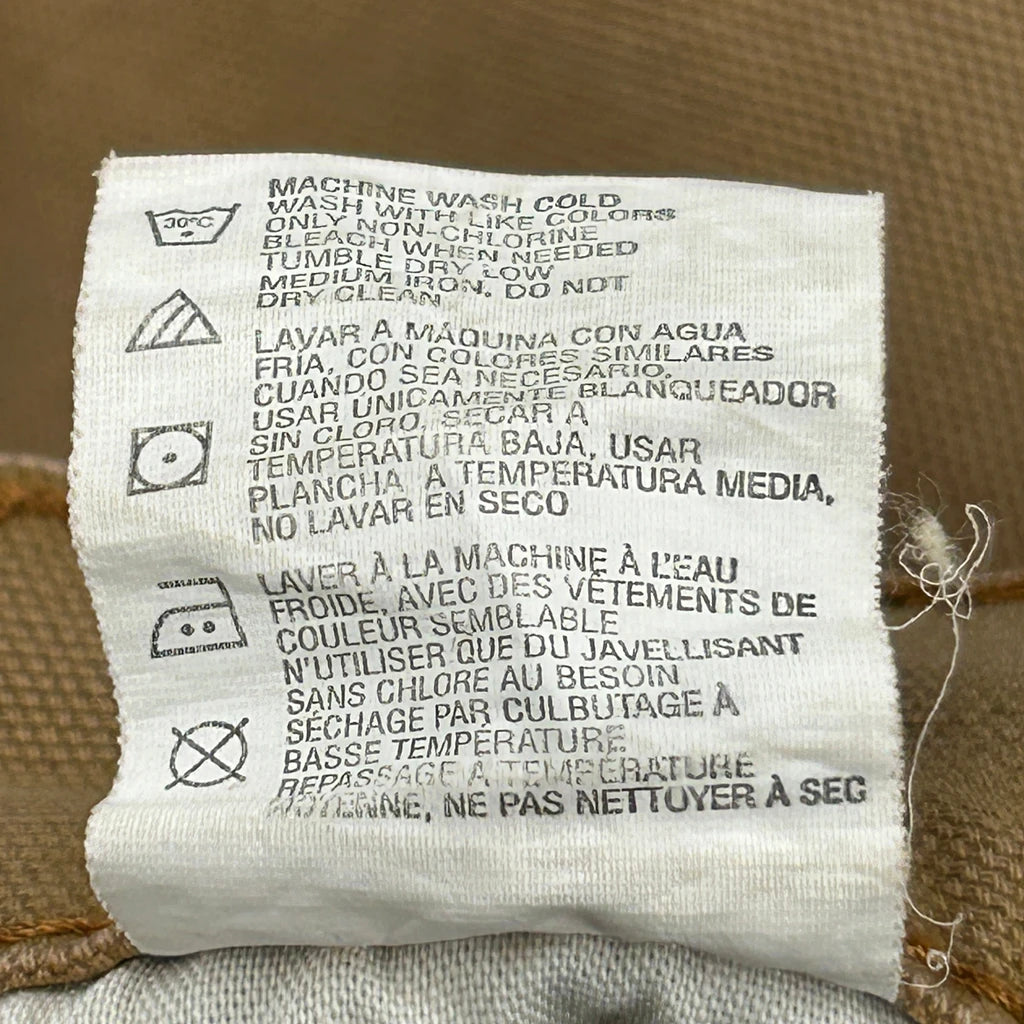 30°C
MACHINE WASH COLD
WASH WITH LIKE COLORS
ONLY NON-CHLORINE
BLEACH WHEN NEEDED
TUMBLE DRY LOW
MEDIUM IRON. DO NOT
DRY CLEAN
LAVAR A MÁQUINA CON AGUA
FRÍA, CON COLORES SIMILARES
CUANDO SEA NECESARIO.
USAR UNICAMENTE BLANQUEADOR
SIN CLORO, SECAR A
TEMPERATURA BAJA, USAR
PLANCHA A TEMPERATURA MEDIA,
NO LAVAR EN SECO
LAVER À LA MACHINE À L'EAU
FROIDE, AVEC DES VÊTEMENTS DE
COULEUR SEMBLABLE
N'UTILISER QUE DU JAVELLISANT
SANS CHLORE AU BESOIN
SÉCHAGE PAR CULBUTAGE À
BASSE TEMPÉRATURE
REPASSAGE A TEMPÉRATURE
NE PAS NETTOYER À SEC